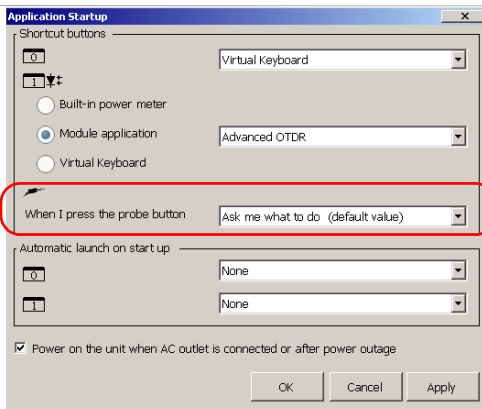 Application Startup
Shortcut buttons
0
Virtual Keyboard
1
Built-in power meter
Module application
Advanced OTDR
Virtual Keyboard
When I press the probe button
Ask me what to do (default value)
Automatic launch on start up
0
None
1
None
Power on the unit when AC outlet is connected or after power outage
OK
Cancel
Apply